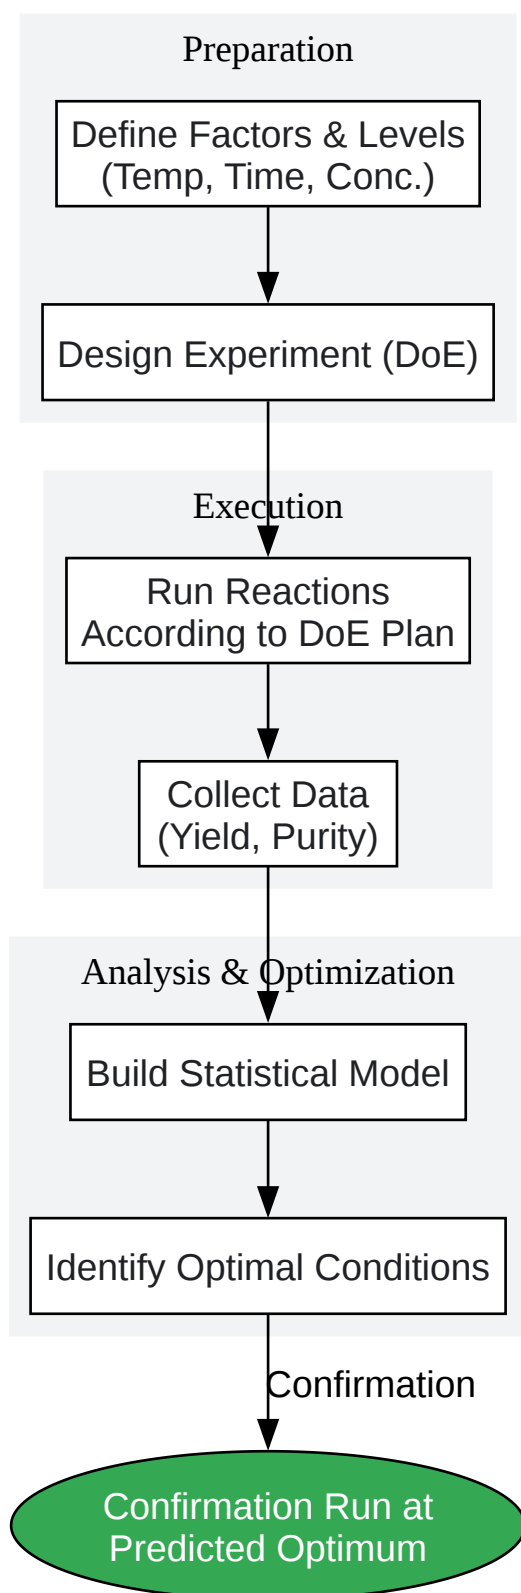 Preparation
Define Factors & Levels
(Temp, Time, Conc.)
Design Experiment (DoE)
Execution
Run Reactions
According to DoE Plan
Collect Data
(Yield, Purity)
Analysis & Optimization
Build Statistical Model
Identify Optimal Conditions
Confirmation
Confirmation Run at
Predicted Optimum